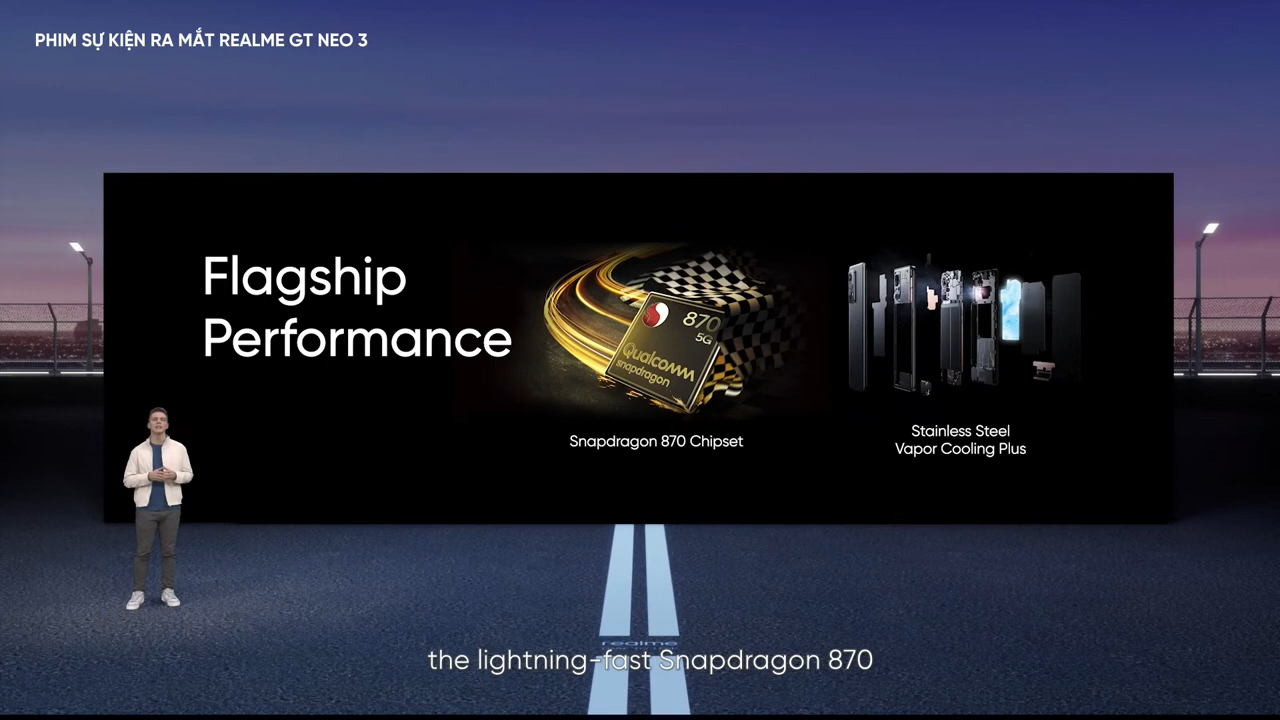 PHIM SỰ KIỆN RA MẮT REALME GT NEO 3
Flagship
Performance
870
5G
Qualcomm
snapdragon
Snapdragon 870 Chipset
Stainless Steel
Vapor Cooling Plus
realme
the lightning-fast Snapdragon 870